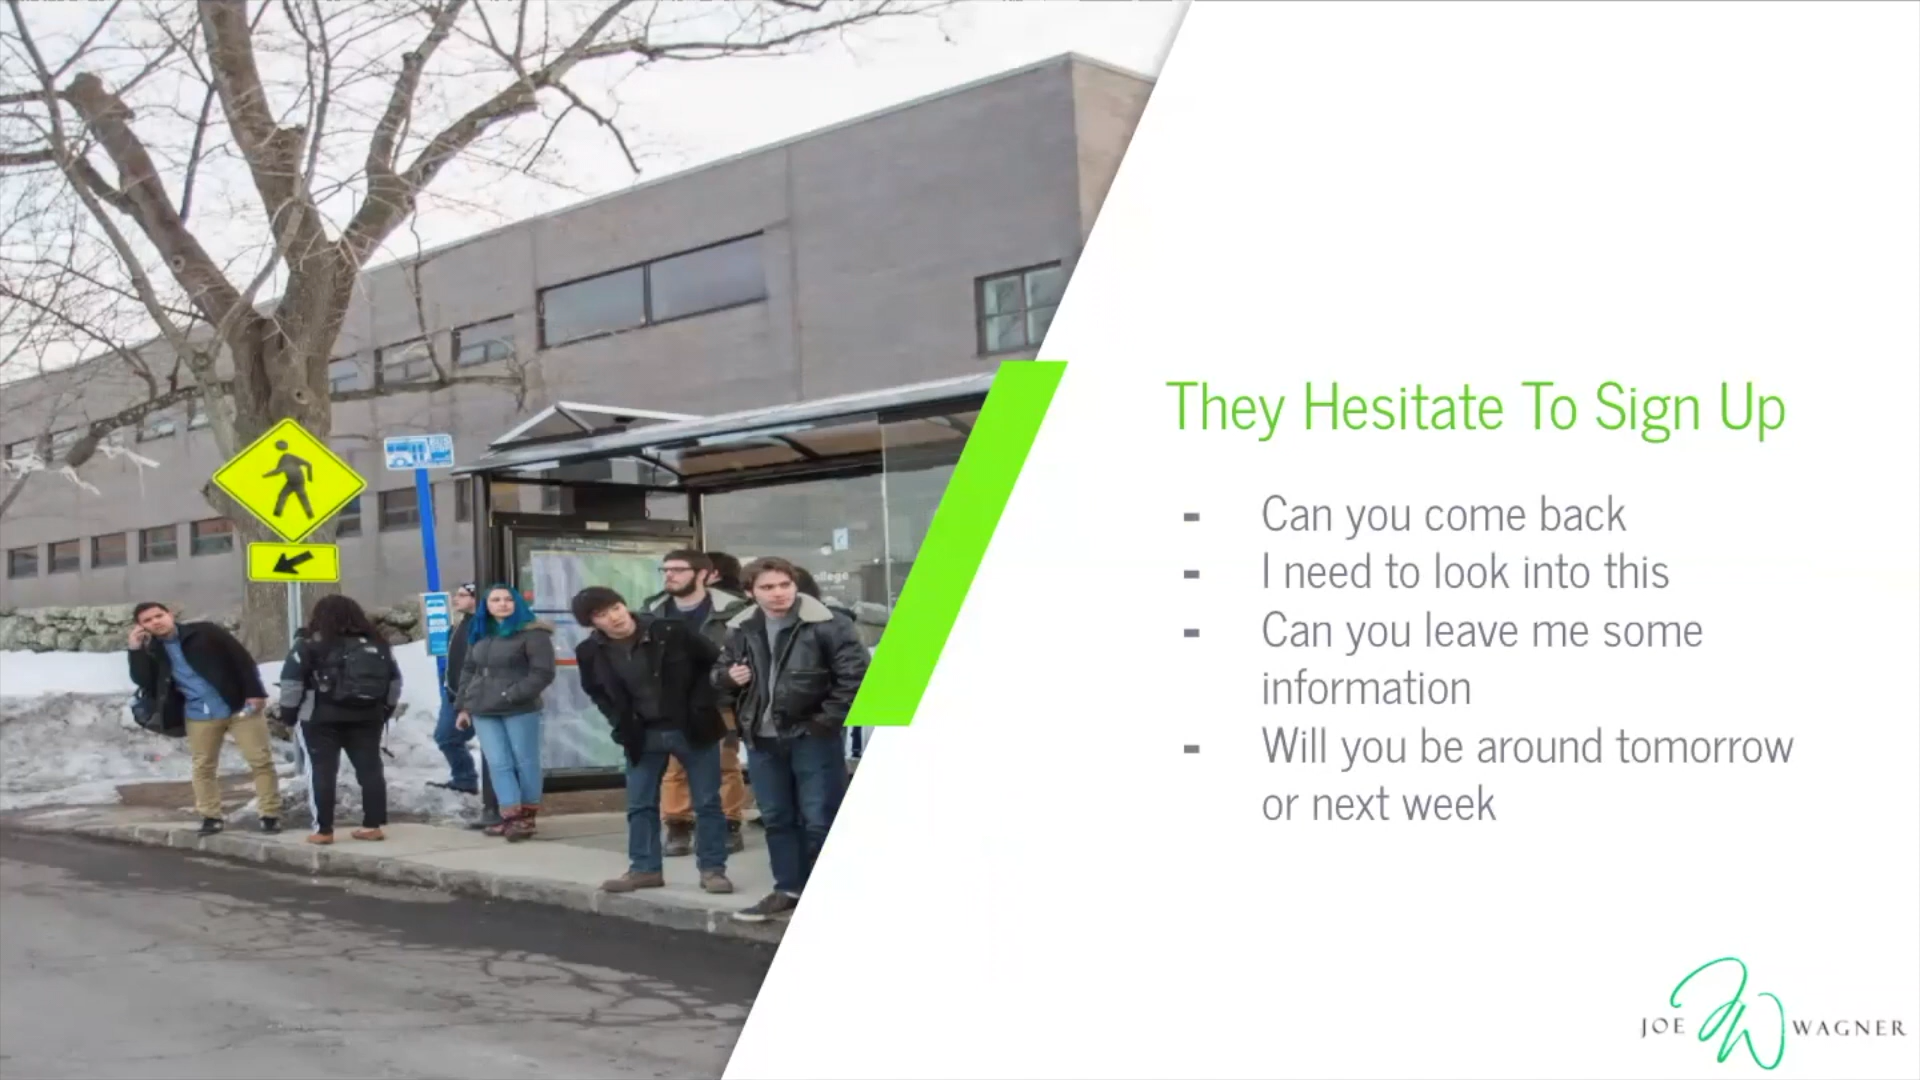 They Hesitate To Sign Up
- Can you come back
- I need to look into this
- Can you leave me some
information
- Will you be around tomorrow
or next week
JOE WAGNER